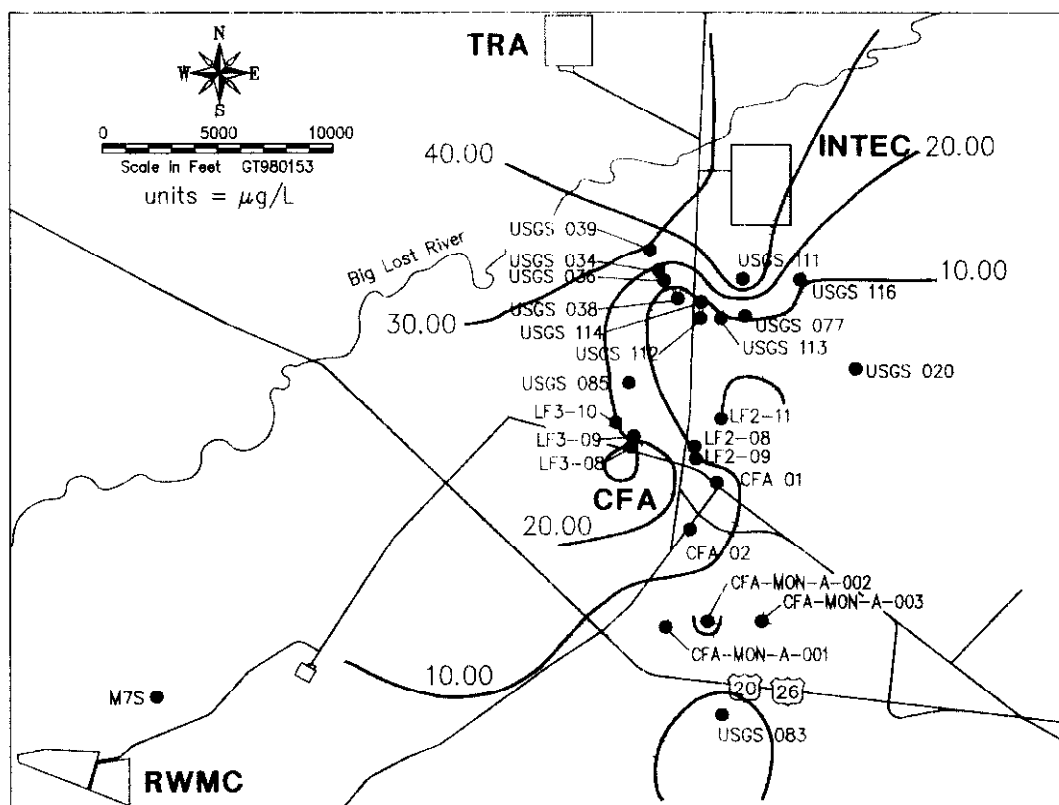 N
TRA
W E
S
0 5000 10000
Scale In Feet GT980153
units = µg/L
40.00
INTEC
20.00
USGS 039
USGS 034
USGS 036
Big Lost River
USGS 111
10.00
USGS 116
30.00
USGS 038
USGS 114
USGS 077
USGS 112
USGS 113
USGS 020
USGS 085
LF3-10
LF2-11
LF3-09
LF2-08
LF2-09
LF3-08
CFA 01
CFA
20.00
CFA 02
CFA-MON-A-002
CFA-MON-A-003
CFA-MON-A-001
10.00
20 26
M7S
USGS 083
RWMC